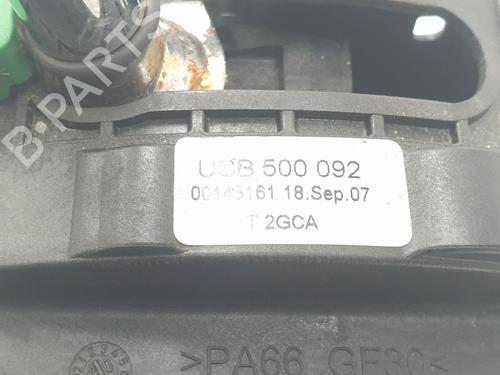 B-PARTS
UCB 500 092
00145161 18.Sep.07
T 2GCA
>PA66 GF30<